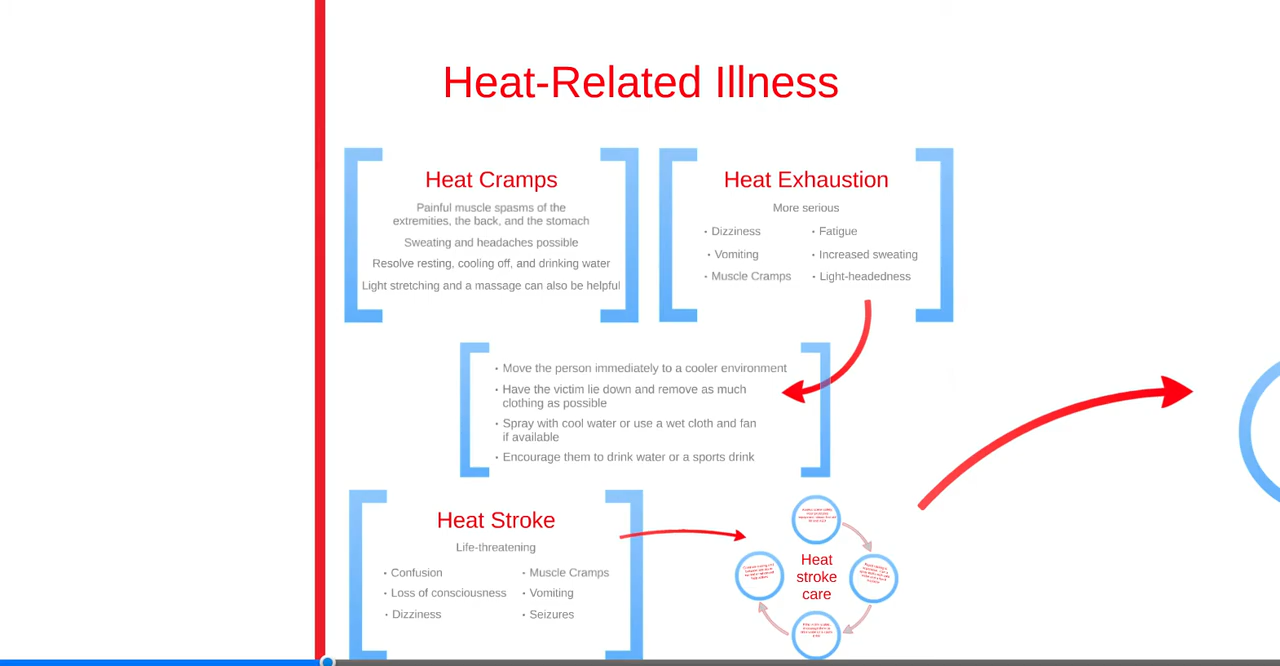 Heat-Related Illness
Heat Cramps
Painful muscle spasms of the
extremities, the back, and the stomach
Sweating and headaches possible
Resolve resting, cooling off, and drinking water
Light stretching and a massage can also be helpful
Heat Exhaustion
More serious
• Dizziness
• Vomiting
• Muscle Cramps
• Fatigue
• Increased sweating
• Light-headedness
• Move the person immediately to a cooler environment
• Have the victim lie down and remove as much
clothing as possible
• Spray with cool water or use a wet cloth and fan
if available
• Encourage them to drink water or a sports drink
Heat Stroke
Life-threatening
• Confusion
• Loss of consciousness
• Dizziness
• Muscle Cramps
• Vomiting
• Seizures
Heat
stroke
care